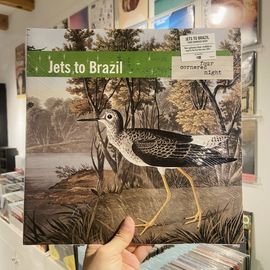 Jets to Brazil
four
cornered
night
JETS TO BRAZIL